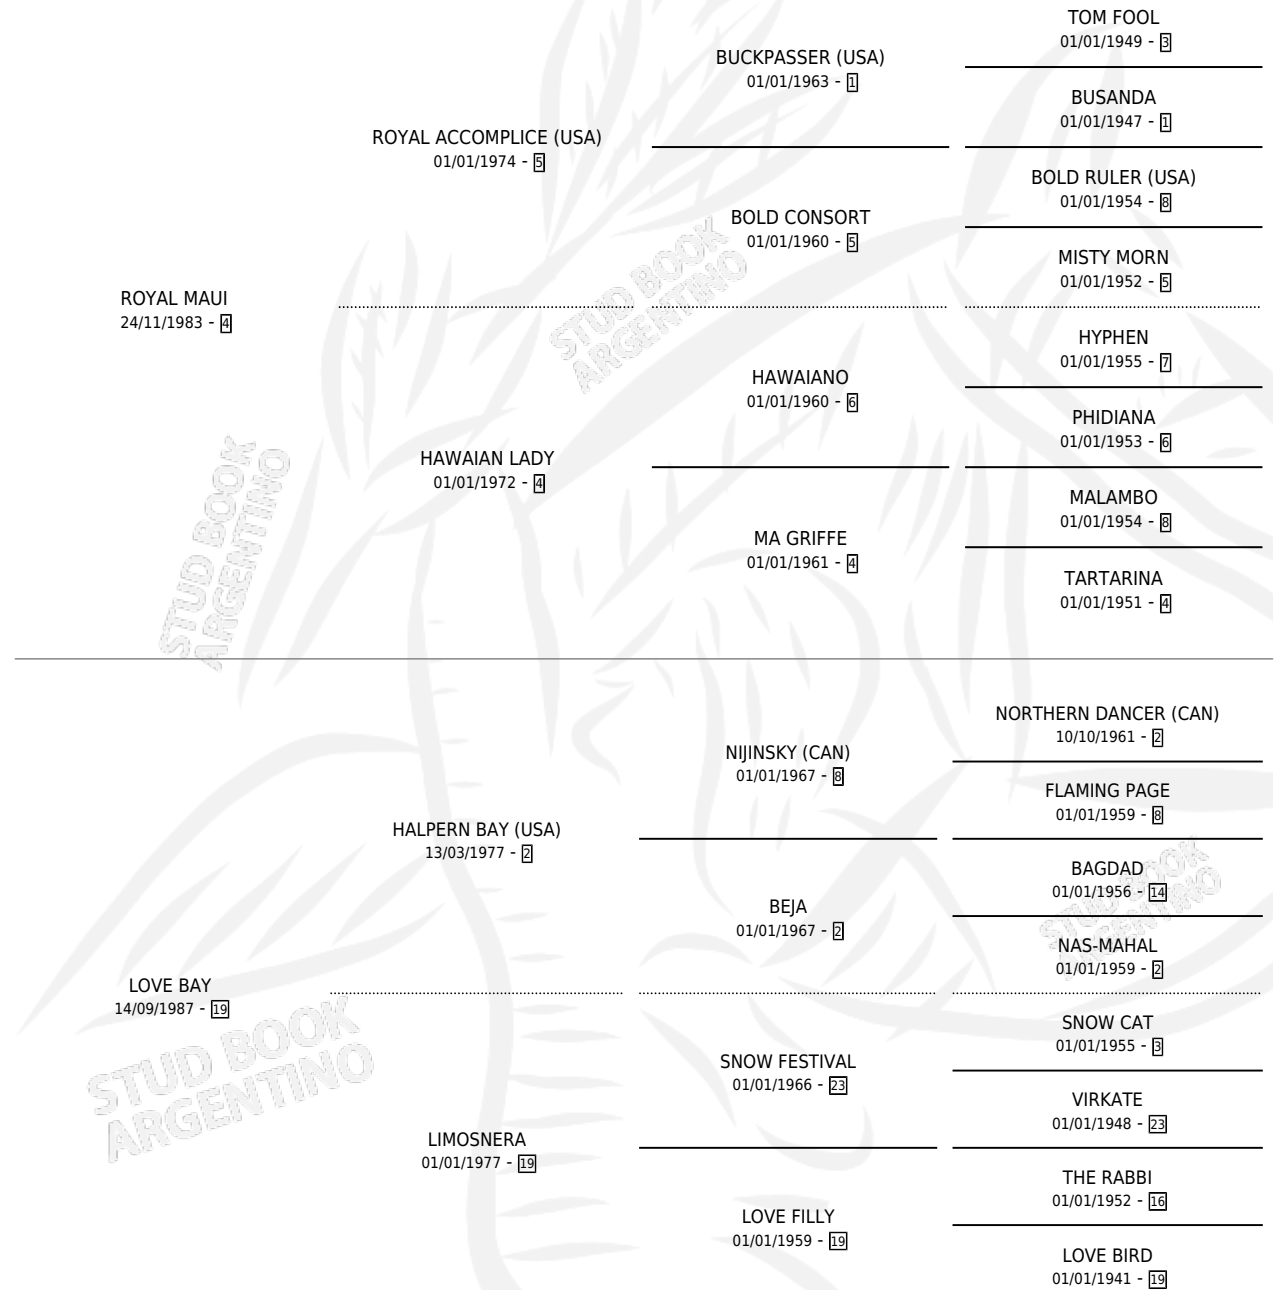 TOM FOOL
01/01/1949 - 3
BUCKPASSER (USA)
01/01/1963 - 1
BUSANDA
01/01/1947 - 1
ROYAL ACCOMPLICE (USA)
01/01/1974 - 5
BOLD RULER (USA)
01/01/1954 - 8
BOLD CONSORT
01/01/1960 - 5
MISTY MORN
01/01/1952 - 5
ROYAL MAUI
24/11/1983 - 4
HYPHEN
01/01/1955 - 7
HAWAIANO
01/01/1960 - 6
PHIDIANA
01/01/1953 - 6
HAWAIAN LADY
01/01/1972 - 4
MALAMBO
01/01/1954 - 8
MA GRIFFE
01/01/1961 - 4
TARTARINA
01/01/1951 - 4
NORTHERN DANCER (CAN)
10/10/1961 - 2
NIJINSKY (CAN)
01/01/1967 - 8
FLAMING PAGE
01/01/1959 - 8
HALPERN BAY (USA)
13/03/1977 - 2
BAGDAD
01/01/1956 - 14
BEJA
01/01/1967 - 2
NAS-MAHAL
01/01/1959 - 2
LOVE BAY
14/09/1987 - 19
SNOW CAT
01/01/1955 - 3
SNOW FESTIVAL
01/01/1966 - 23
VIRKATE
01/01/1948 - 23
LIMOSNERA
01/01/1977 - 19
THE RABBI
01/01/1952 - 16
LOVE FILLY
01/01/1959 - 19
LOVE BIRD
01/01/1941 - 19
STUD BOOK
ARGENTINO
STUD BOOK
ARGENTINO
STUD BOOK
ARGENTINO
STUD BOOK
ARGENTINO